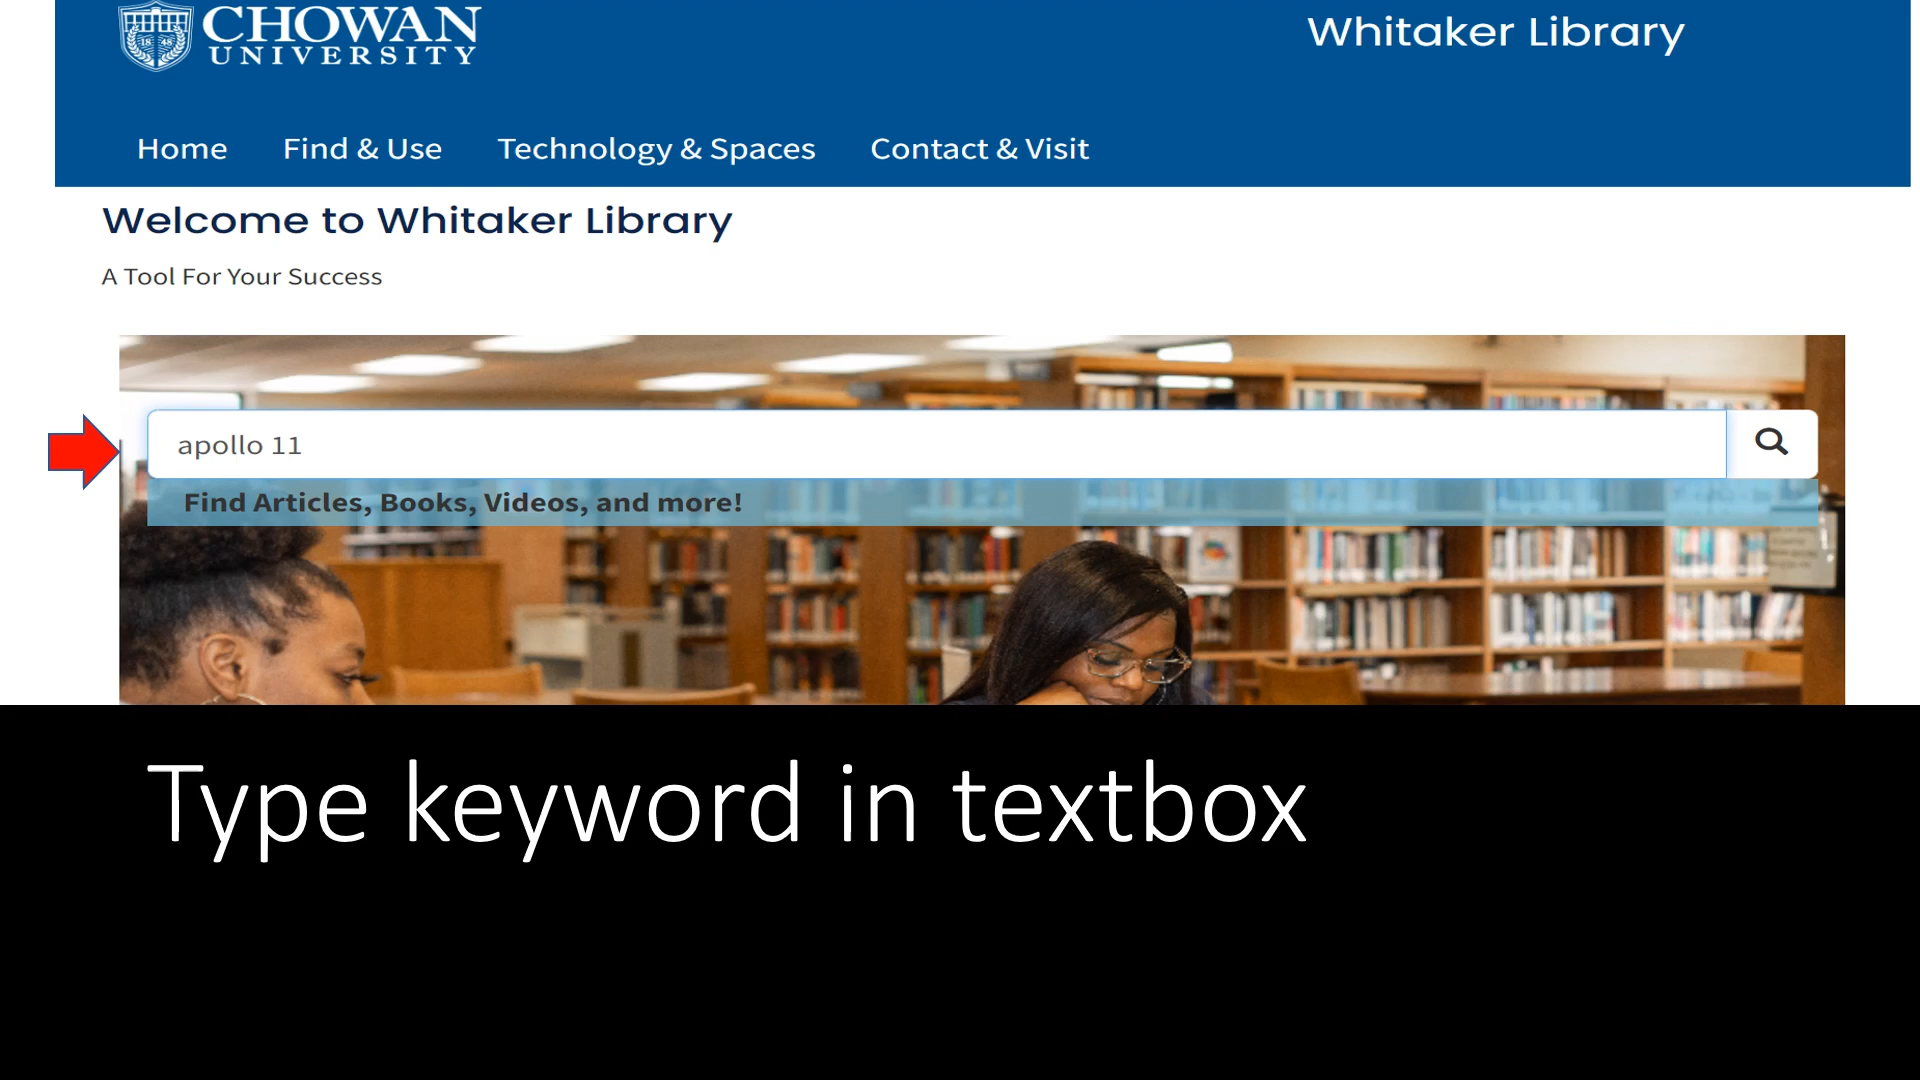 CHOWAN
UNIVERSITY
Whitaker Library
Home Find & Use Technology & Spaces Contact & Visit
Welcome to Whitaker Library
A Tool For Your Success
apollo 11
Find Articles, Books, Videos, and more!
Type keyword in textbox